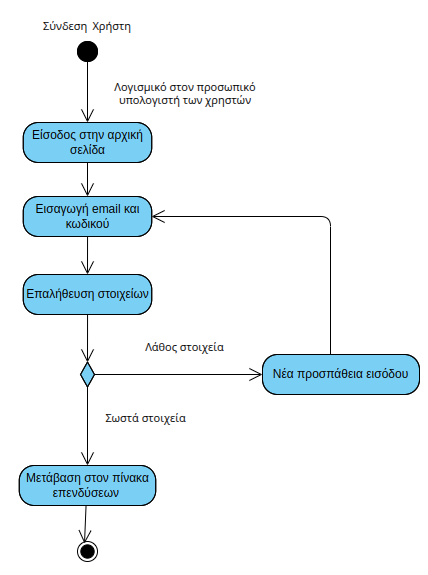 Σύνδεση Χρήστη
Λογισμικό στον προσωπικό
υπολογιστή των χρηστών
Είσοδος στην αρχική
σελίδα
Εισαγωγή email και
κωδικού
Επαλήθευση στοιχείων
Λάθος στοιχεία
Νέα προσπάθεια εισόδου
Σωστά στοιχεία
Μετάβαση στον πίνακα
επενδύσεων